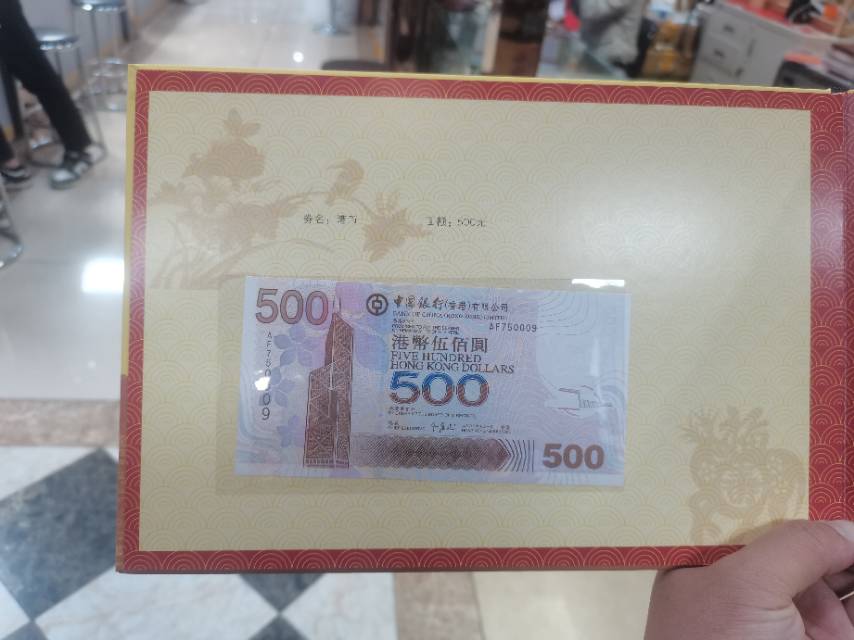 券名：港币
面额：500元
500
中國銀行(香港)有限公司
BANK OF CHINA (HONG KONG) LIMITED
AF750009
港幣伍佰圓
FIVE HUNDRED
HONG KONG DOLLARS
500
AF750009
500
福